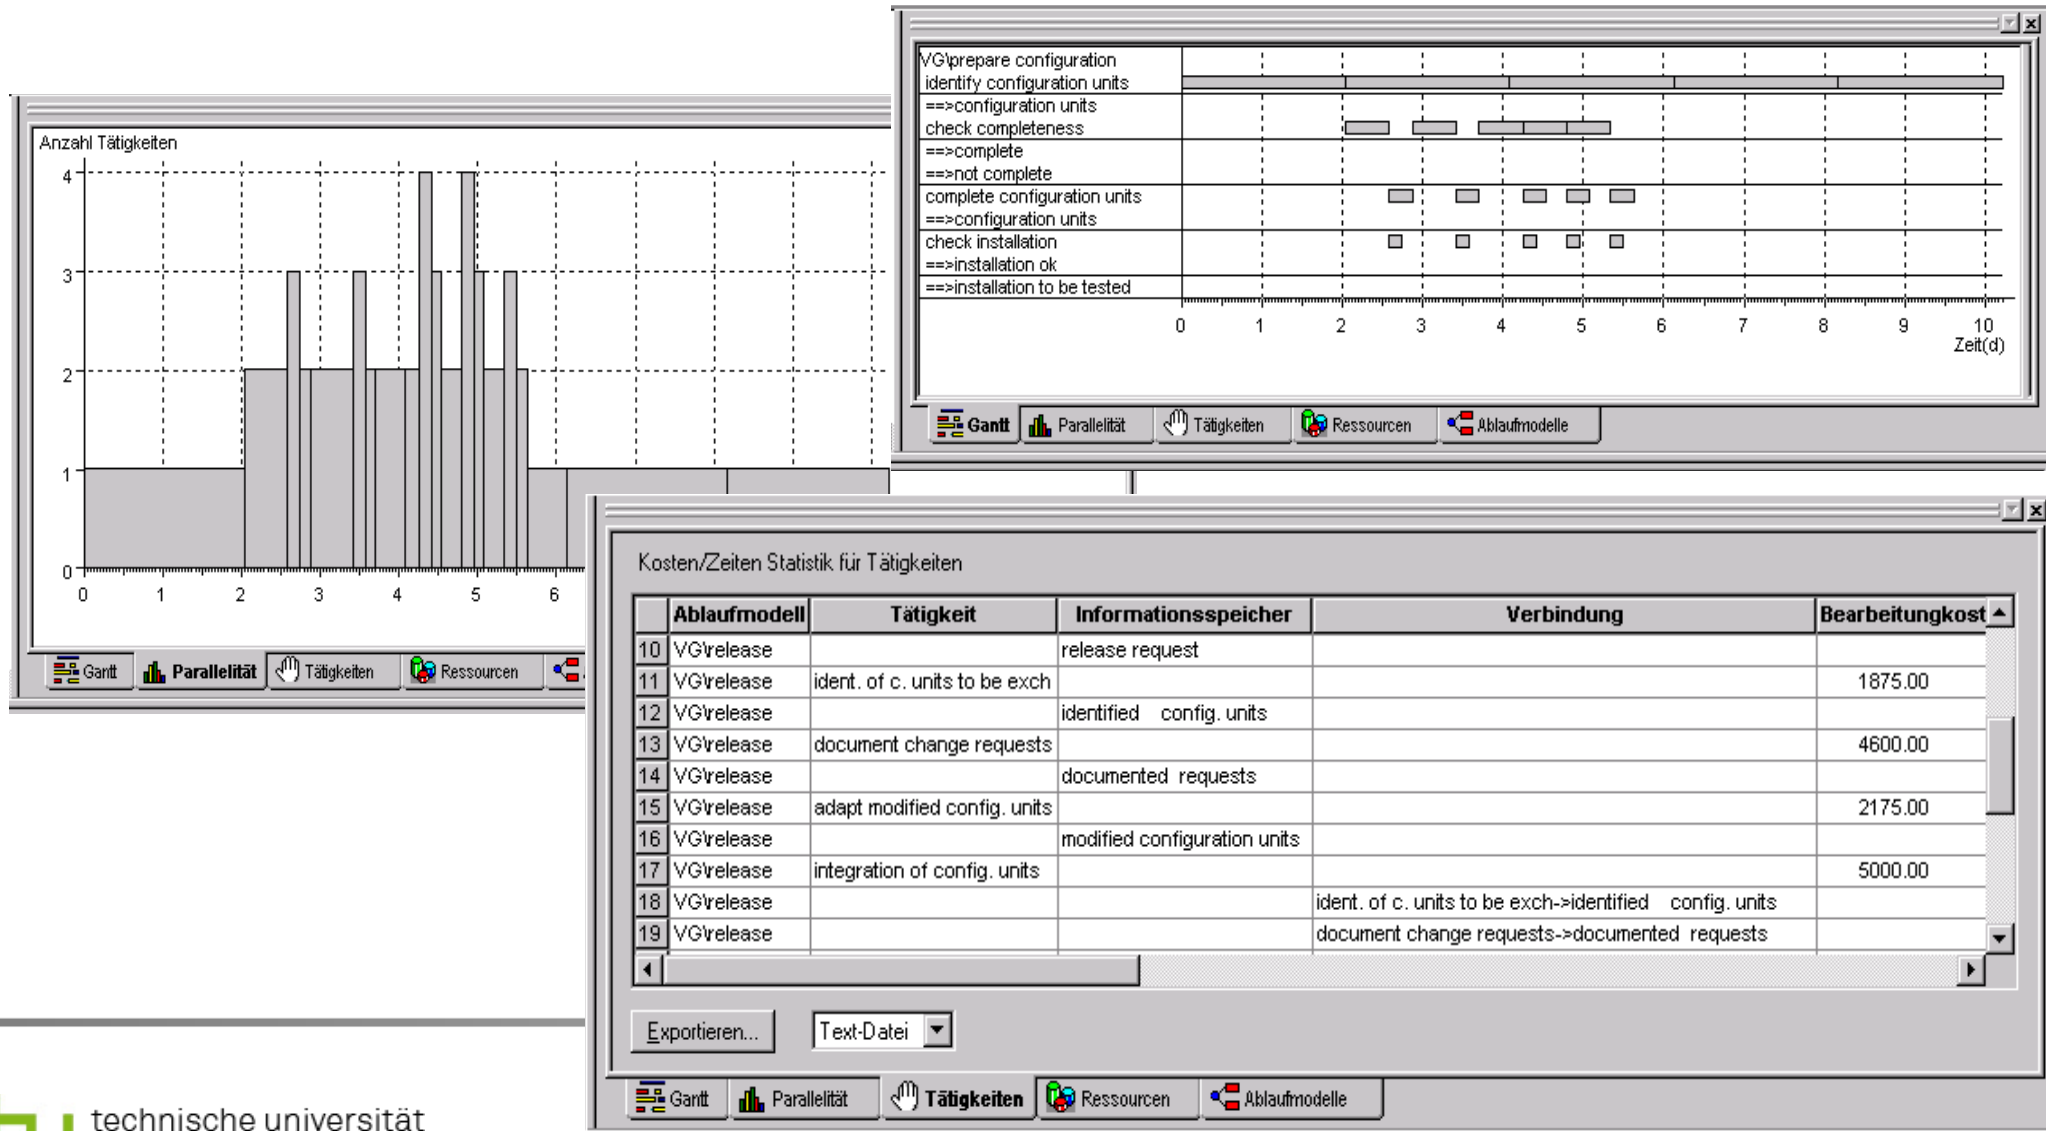 Anzahl Tätigkeiten
4
3
2
1
0
0 1 2 3 4 5 6
Gantt Parallelität Tätigkeiten Ressourcen
VG\prepare configuration
identify configuration units
==>configuration units
check completeness
==>complete
==>not complete
complete configuration units
==>configuration units
check installation
==>installation ok
==>installation to be tested
0 1 2 3 4 5 6 7 8 9 10
Zeit(d)
Gantt Parallelität Tätigkeiten Ressourcen Ablaufmodelle
Kosten/Zeiten Statistik für Tätigkeiten
Ablaufmodell Tätigkeit Informationsspeicher Verbindung Bearbeitungkost
10 VG\release release request
11 VG\release ident. of c. units to be exch 1875.00
12 VG\release identified config. units
13 VG\release document change requests 4600.00
14 VG\release documented requests
15 VG\release adapt modified config. units 2175.00
16 VG\release modified configuration units
17 VG\release integration of config. units 5000.00
18 VG\release ident. of c. units to be exch->identified config. units
19 VG\release document change requests->documented requests
Exportieren... Text-Datei
Gantt Parallelität Tätigkeiten Ressourcen Ablaufmodelle
technische universität